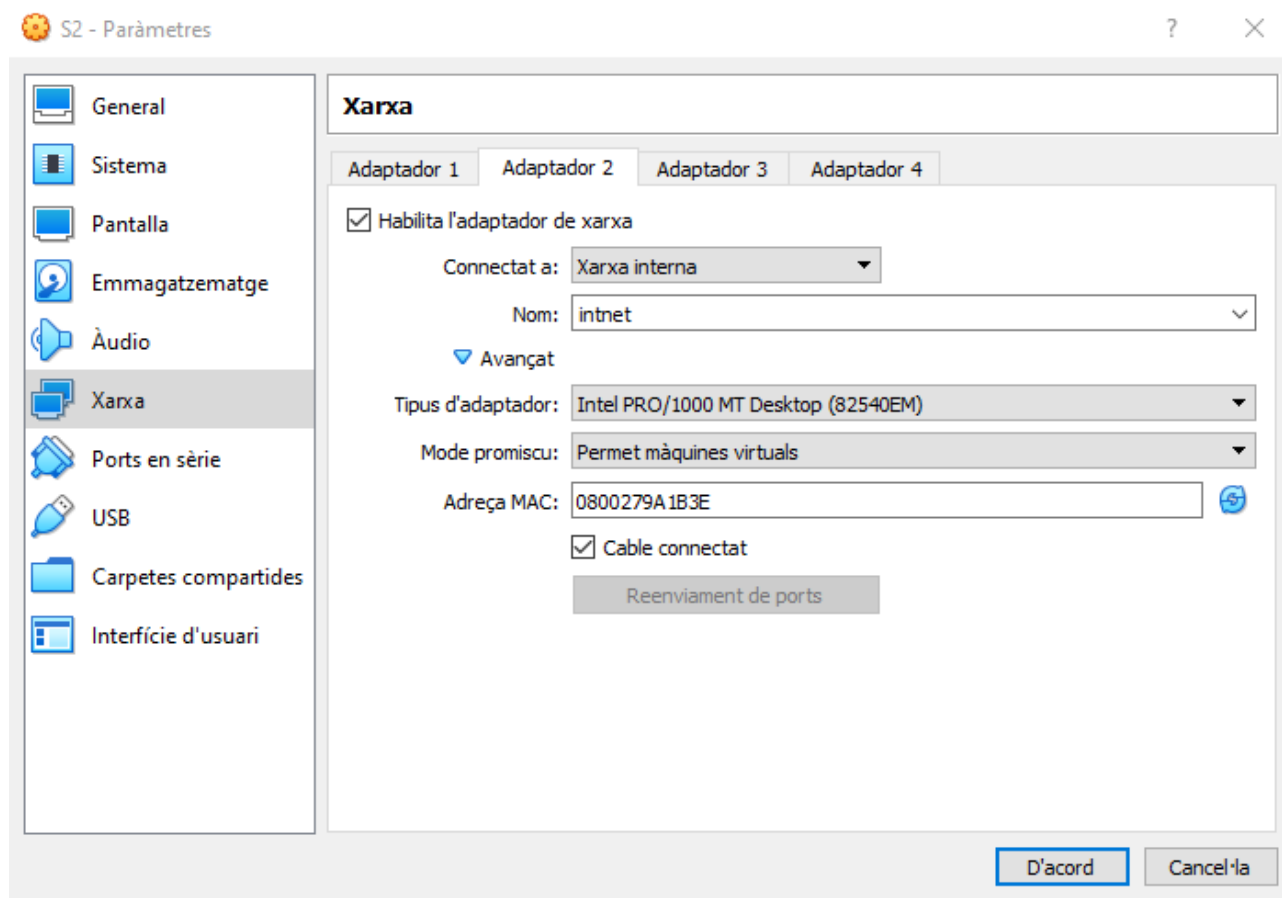 S2 - Paràmetres
?
General
Sistema
Pantalla
Emmagatzematge
Àudio
Xarxa
Ports en sèrie
USB
Carpetes compartides
Interfície d'usuari
Xarxa
Adaptador 1 Adaptador 2 Adaptador 3 Adaptador 4
Habilita l'adaptador de xarxa
Connectat a: Xarxa interna
Nom: intnet
Avançat
Tipus d'adaptador: Intel PRO/1000 MT Desktop (82540EM)
Mode promiscu: Permet màquines virtuals
Adreça MAC: 0800279A1B3E
Cable connectat
Reenviament de ports
D'acord Cancel·la